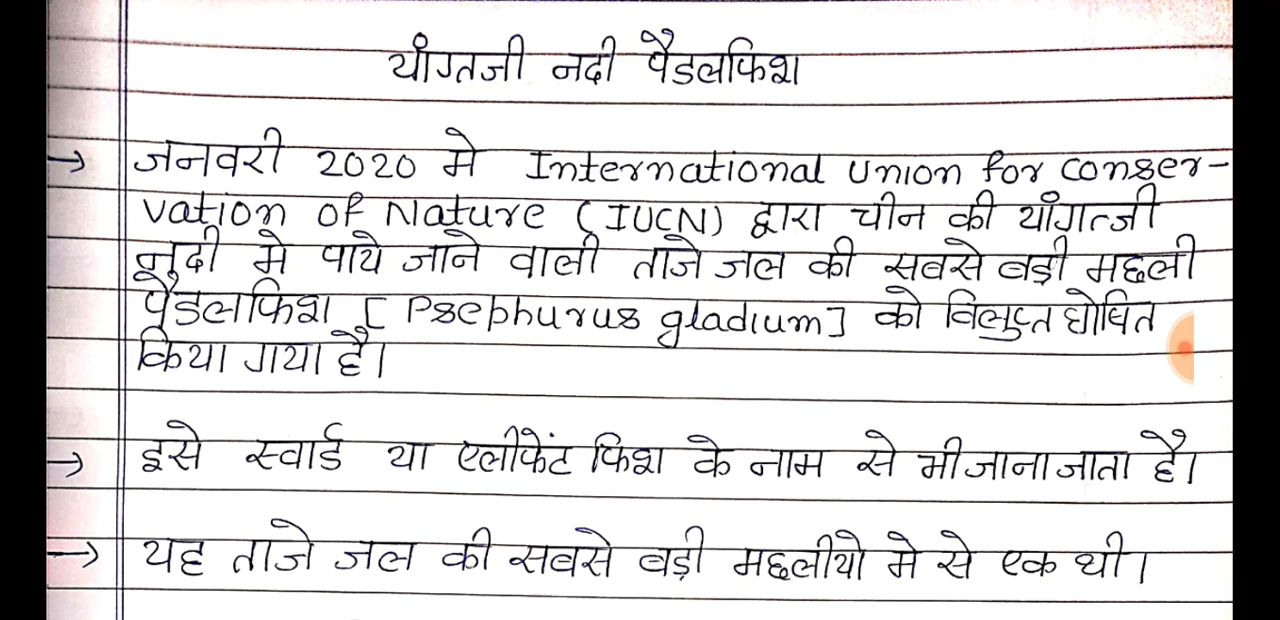 यांग्तजी नदी पैडलफिश
→ जनवरी 2020 मे International Union for conser-
vation of Nature (IUCN) द्वारा चीन की यांगत्जी
नदी मे पाये जाने वाली ताजे जल की सबसे बड़ी मछली
पैडलफिश [Psephurus gladium] को विलुप्त घोषित
किया गया है।
→ इसे स्वार्ड या एलीफेंट फिश के नाम से भी जाना जाता है।
→ यह ताजे जल की सबसे बड़ी मछलीयो मे से एक थी।